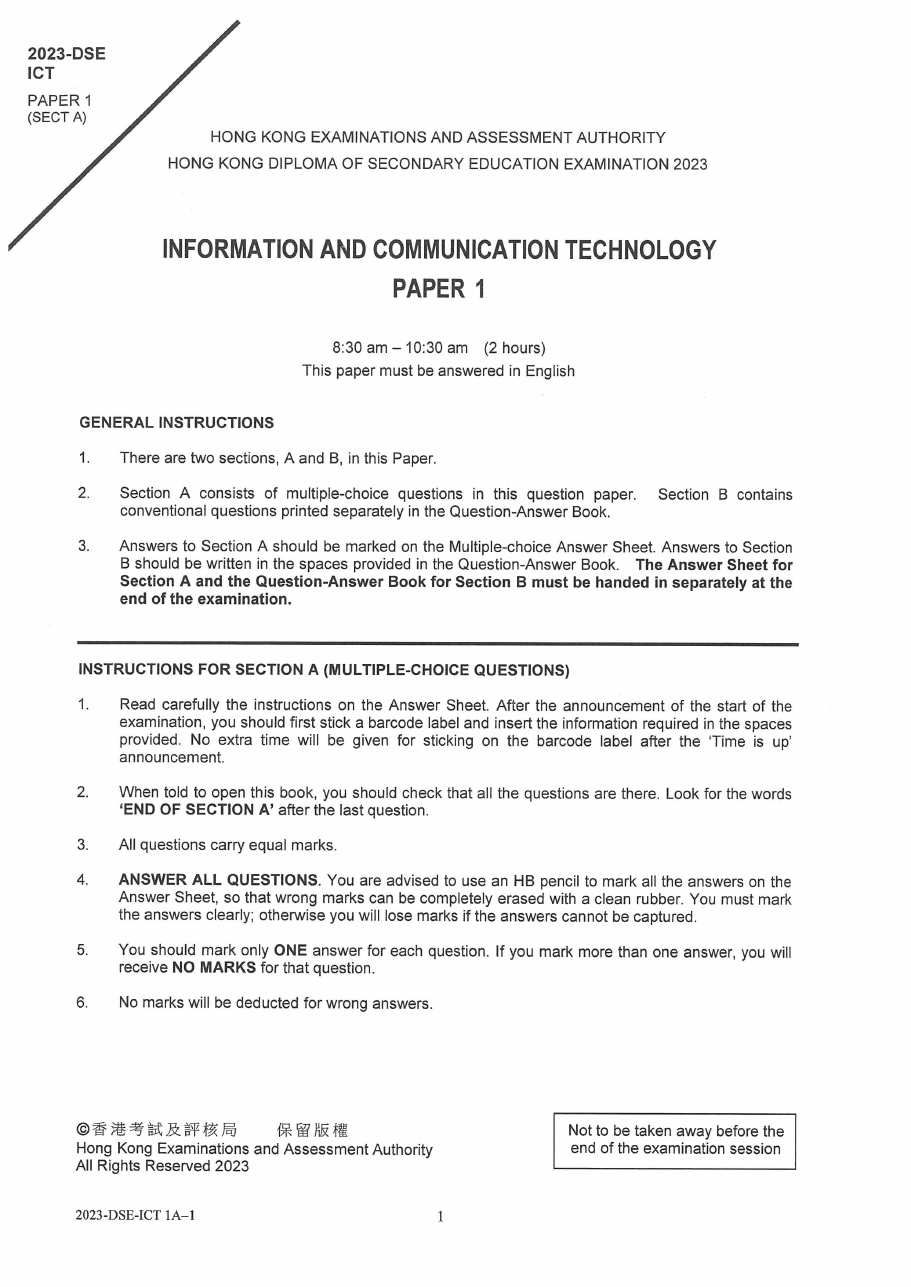 2023-DSE
ICT
PAPER 1
(SECT A)
HONG KONG EXAMINATIONS AND ASSESSMENT AUTHORITY
HONG KONG DIPLOMA OF SECONDARY EDUCATION EXAMINATION 2023
INFORMATION AND COMMUNICATION TECHNOLOGY
PAPER 1
8:30 am – 10:30 am (2 hours)
This paper must be answered in English
GENERAL INSTRUCTIONS
1. There are two sections, A and B, in this Paper.
2. Section A consists of multiple-choice questions in this question paper. Section B contains
conventional questions printed separately in the Question-Answer Book.
3. Answers to Section A should be marked on the Multiple-choice Answer Sheet. Answers to Section
B should be written in the spaces provided in the Question-Answer Book. The Answer Sheet for
Section A and the Question-Answer Book for Section B must be handed in separately at the
end of the examination.
INSTRUCTIONS FOR SECTION A (MULTIPLE-CHOICE QUESTIONS)
1. Read carefully the instructions on the Answer Sheet. After the announcement of the start of the
examination, you should first stick a barcode label and insert the information required in the spaces
provided. No extra time will be given for sticking on the barcode label after the ‘Time is up’
announcement.
2. When told to open this book, you should check that all the questions are there. Look for the words
‘END OF SECTION A’ after the last question.
3. All questions carry equal marks.
4. ANSWER ALL QUESTIONS. You are advised to use an HB pencil to mark all the answers on the
Answer Sheet, so that wrong marks can be completely erased with a clean rubber. You must mark
the answers clearly; otherwise you will lose marks if the answers cannot be captured.
5. You should mark only ONE answer for each question. If you mark more than one answer, you will
receive NO MARKS for that question.
6. No marks will be deducted for wrong answers.
©香港考試及評核局 保留版權
Hong Kong Examinations and Assessment Authority
All Rights Reserved 2023
Not to be taken away before the
end of the examination session
2023-DSE-ICT 1A–1
1